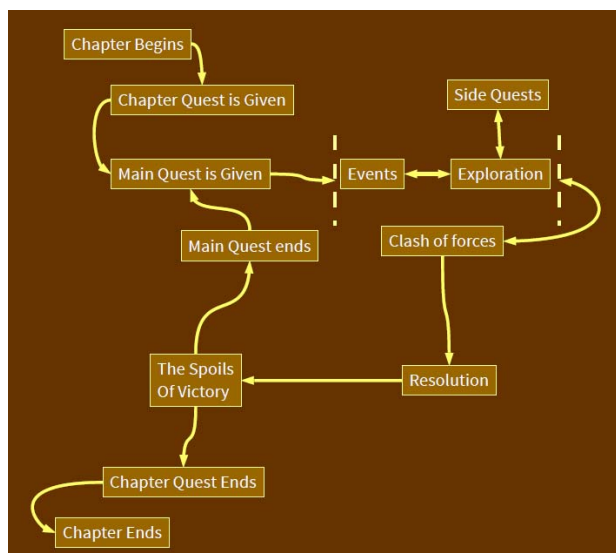 Chapter Begins
Chapter Quest is Given
Side Quests
Main Quest is Given
Events
Exploration
Main Quest ends
Clash of forces
The Spoils
Of Victory
Resolution
Chapter Quest Ends
Chapter Ends